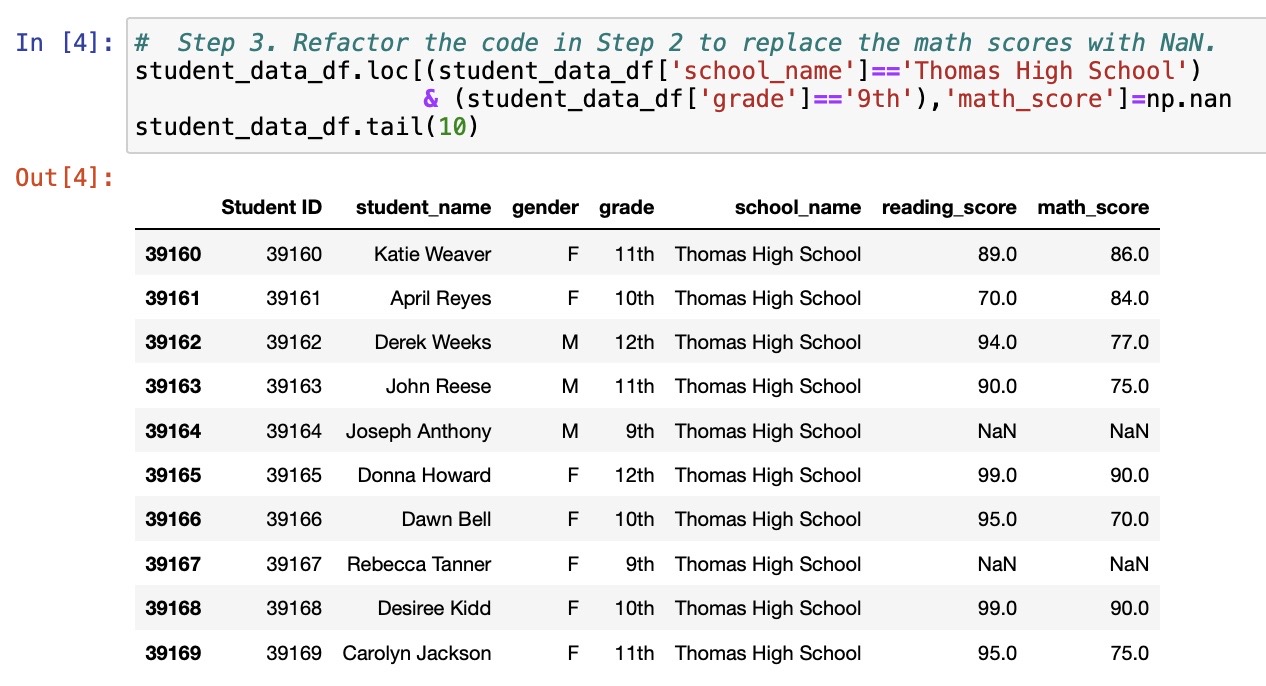 In [4]: #  Step 3. Refactor the code in Step 2 to replace the math scores with NaN.
student_data_df.loc[(student_data_df['school_name']=='Thomas High School')
& (student_data_df['grade']=='9th'),'math_score']=np.nan
student_data_df.tail(10)
Out[4]:
Student ID student_name gender grade school_name reading_score math_score
39160 39160 Katie Weaver F 11th Thomas High School 89.0 86.0
39161 39161 April Reyes F 10th Thomas High School 70.0 84.0
39162 39162 Derek Weeks M 12th Thomas High School 94.0 77.0
39163 39163 John Reese M 11th Thomas High School 90.0 75.0
39164 39164 Joseph Anthony M 9th Thomas High School NaN NaN
39165 39165 Donna Howard F 12th Thomas High School 99.0 90.0
39166 39166 Dawn Bell F 10th Thomas High School 95.0 70.0
39167 39167 Rebecca Tanner F 9th Thomas High School NaN NaN
39168 39168 Desiree Kidd F 10th Thomas High School 99.0 90.0
39169 39169 Carolyn Jackson F 11th Thomas High School 95.0 75.0